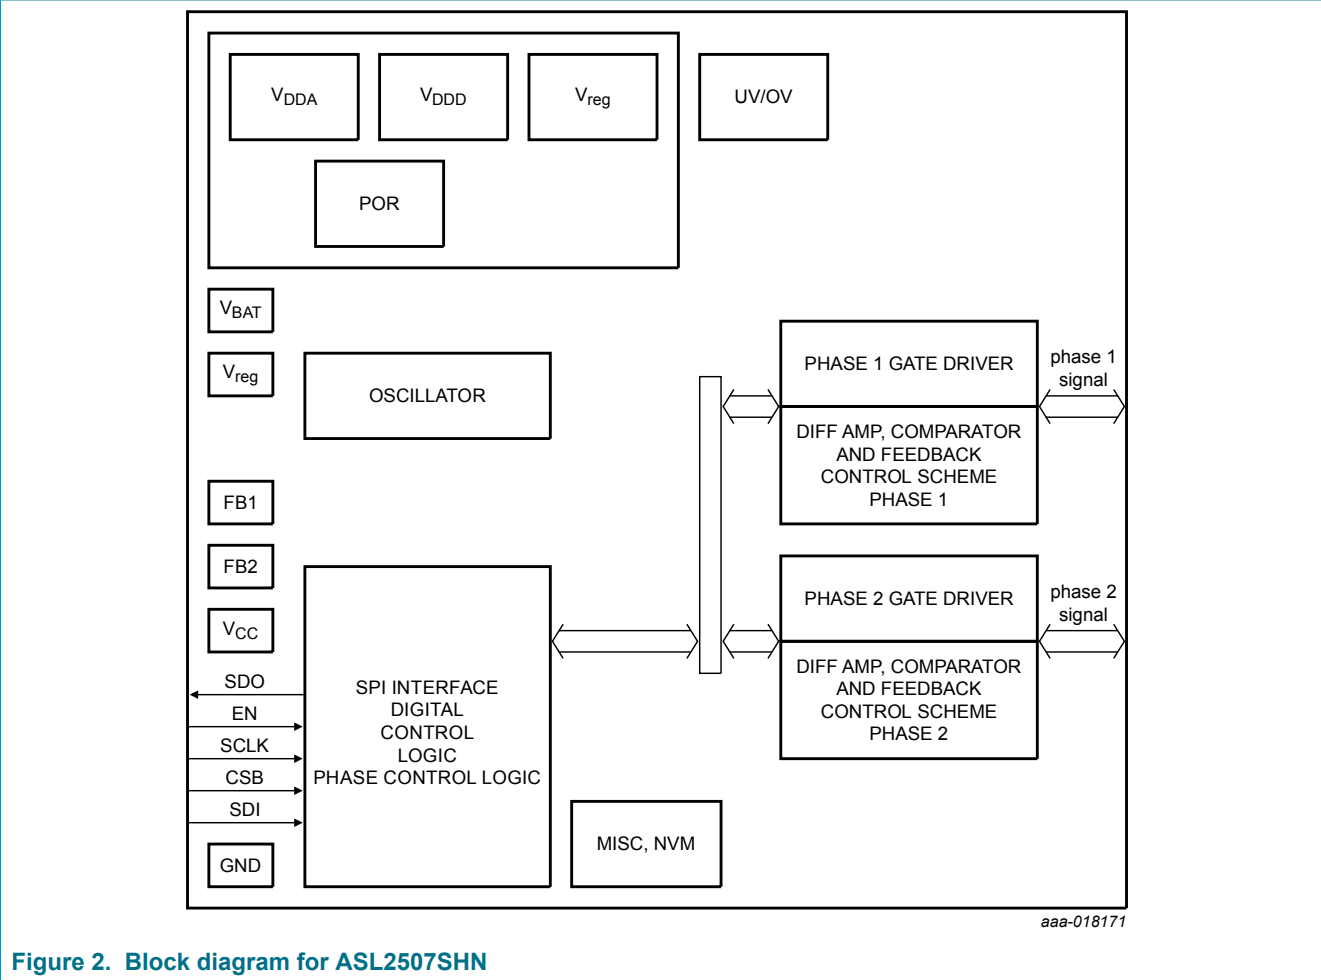 VDDA
VDDD
Vreg
UV/OV
POR
VBAT
Vreg
OSCILLATOR
FB1
FB2
VCC
SDO
EN
SCLK
CSB
SDI
GND
SPI INTERFACE
DIGITAL
CONTROL
LOGIC
PHASE CONTROL LOGIC
MISC, NVM
PHASE 1 GATE DRIVER
DIFF AMP, COMPARATOR
AND FEEDBACK
CONTROL SCHEME
PHASE 1
phase 1
signal
PHASE 2 GATE DRIVER
DIFF AMP, COMPARATOR
AND FEEDBACK
CONTROL SCHEME
PHASE 2
phase 2
signal
aaa-018171
Figure 2. Block diagram for ASL2507SHN